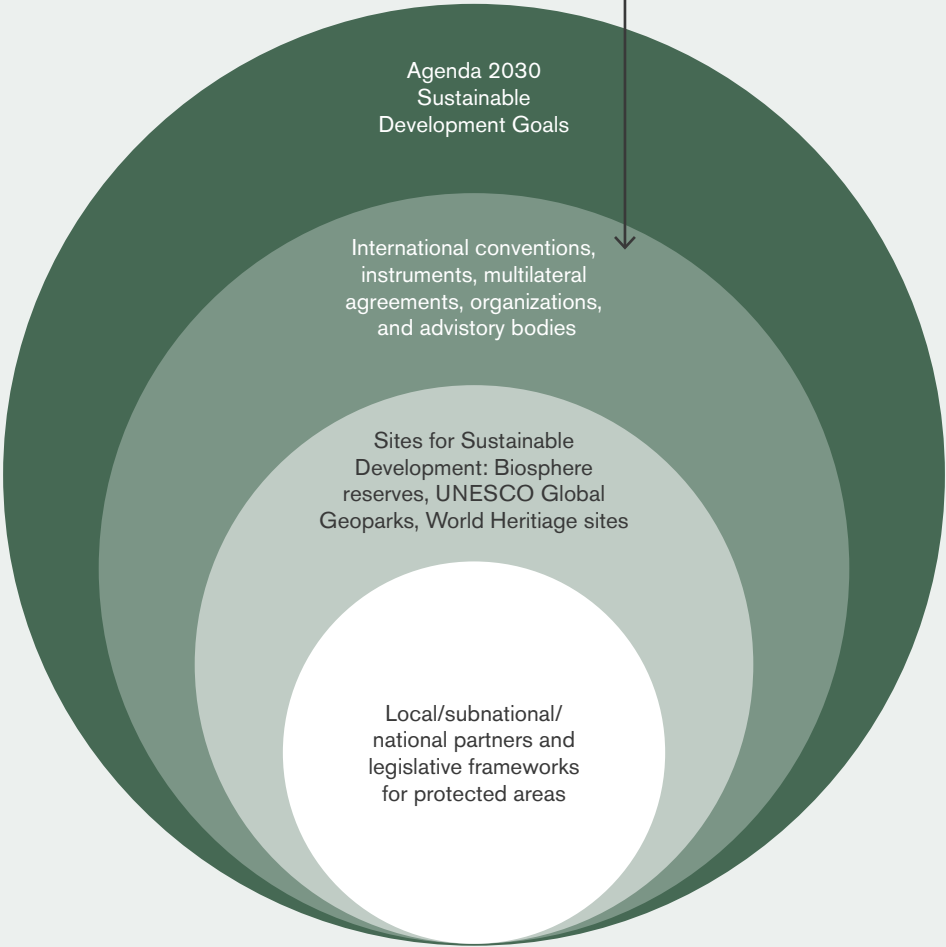 Agenda 2030
Sustainable
Development Goals
International conventions,
instruments, multilateral
agreements, organizations,
and advistory bodies
Sites for Sustainable
Development: Biosphere
reserves, UNESCO Global
Geoparks, World Heritiage sites
Local/subnational/
national partners and
legislative frameworks
for protected areas